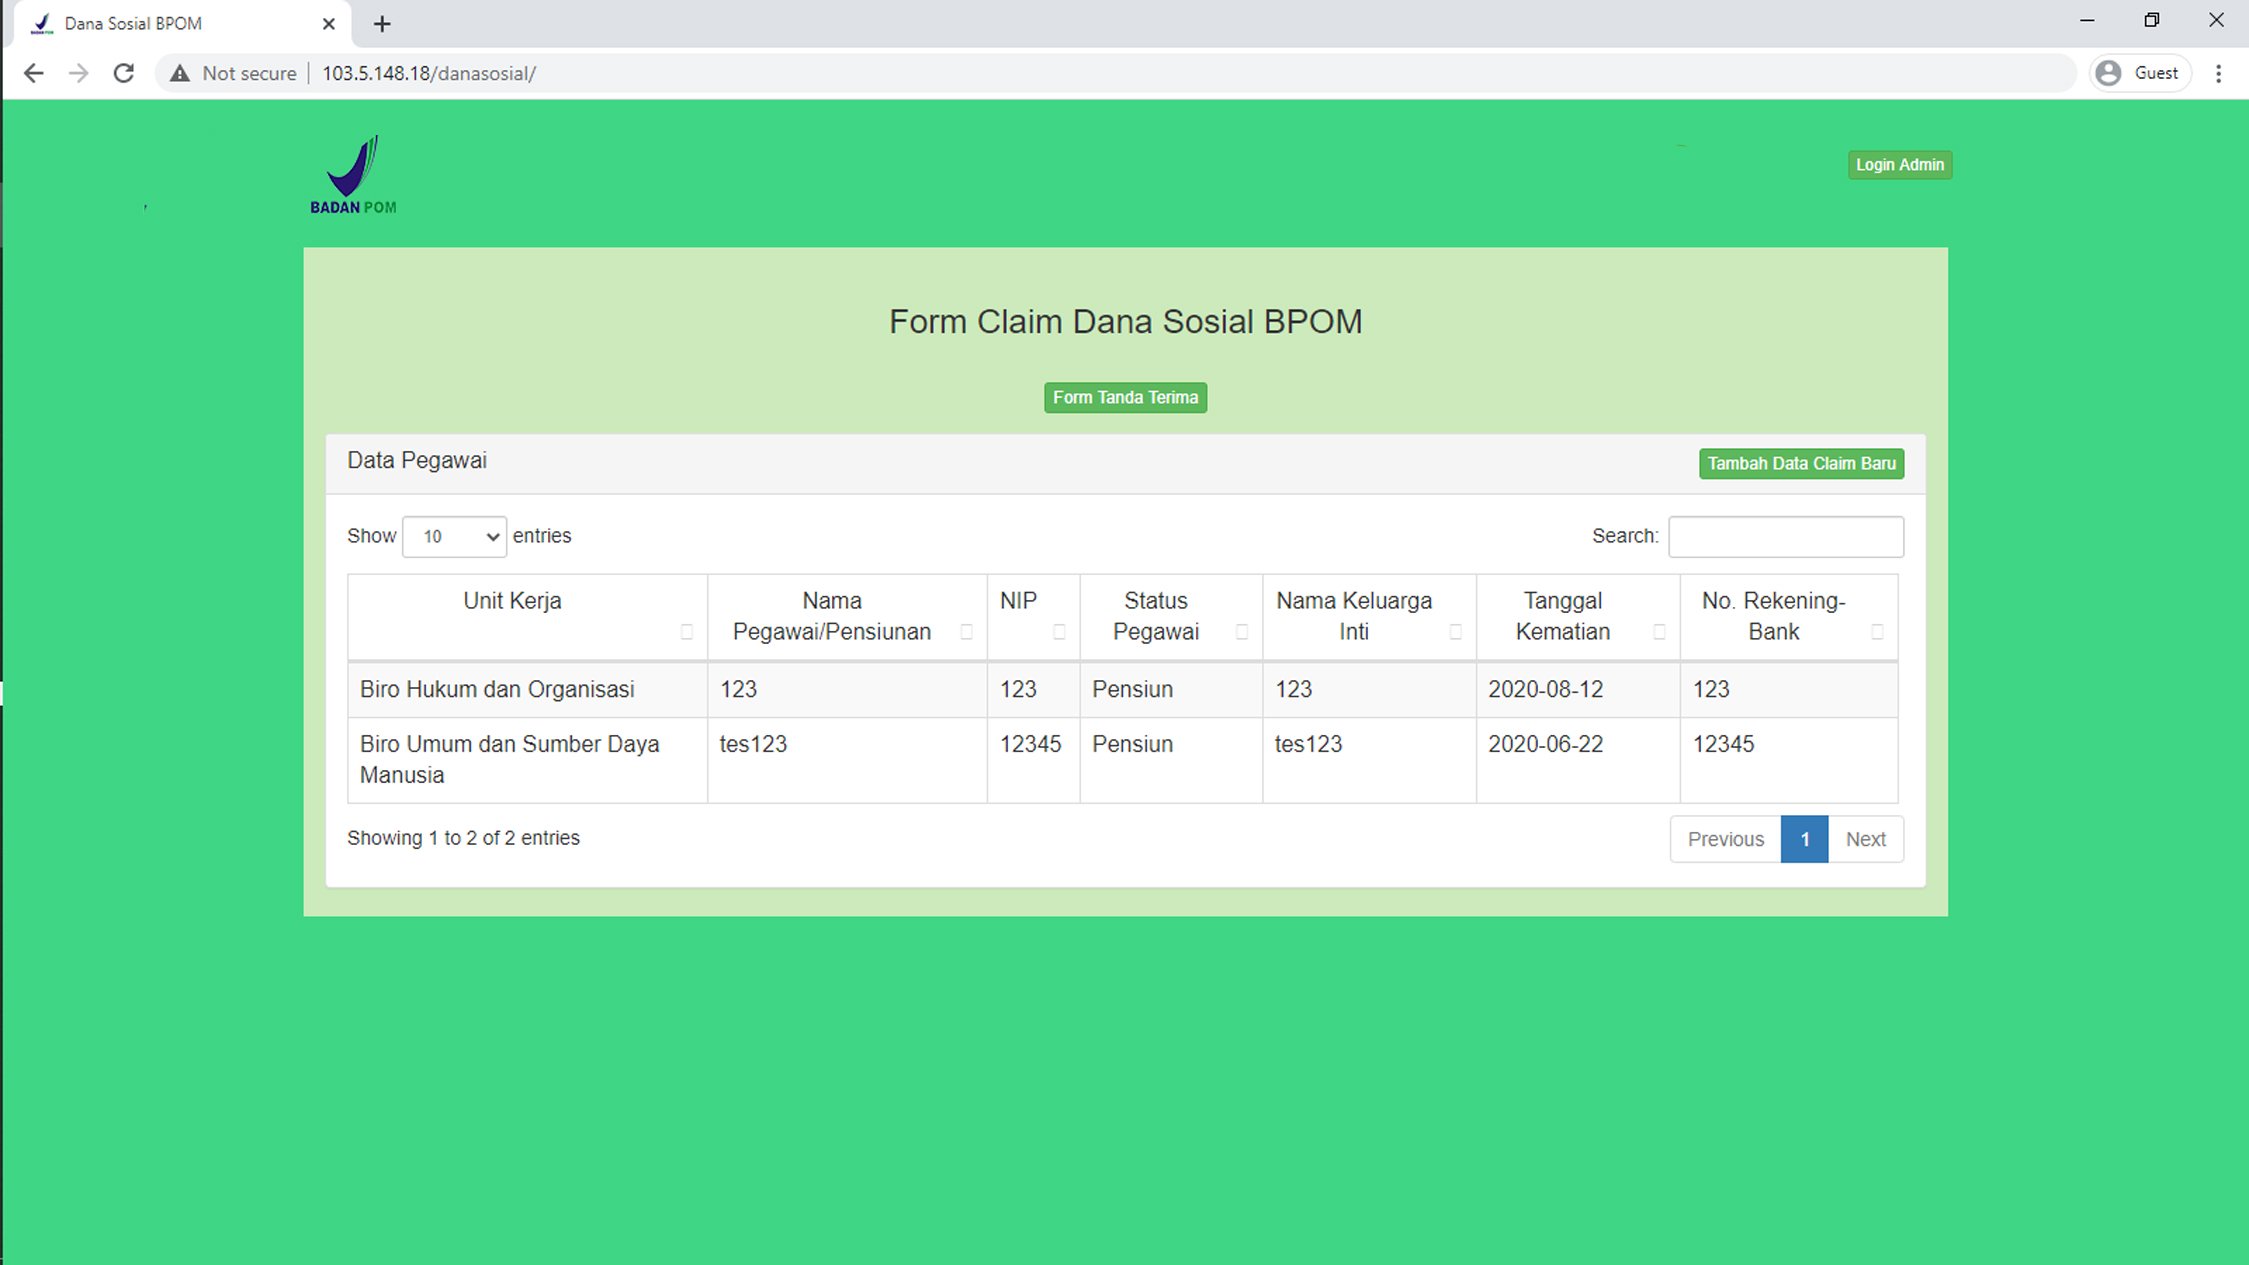 Dana Sosial BPOM
Not secure 103.5.148.18/danasosial/ Guest
BADAN POM
Login Admin
Form Claim Dana Sosial BPOM
Form Tanda Terima
Data Pegawai
Tambah Data Claim Baru
Show 10 entries Search:
Unit Kerja
Nama
Pegawai/Pensiunan
NIP
Status
Pegawai
Nama Keluarga
Inti
Tanggal
Kematian
No. Rekening-
Bank
Biro Hukum dan Organisasi 123 123 Pensiun 123 2020-08-12 123
Biro Umum dan Sumber Daya tes123 12345 Pensiun tes123 2020-06-22 12345
Manusia
Showing 1 to 2 of 2 entries
Previous 1 Next